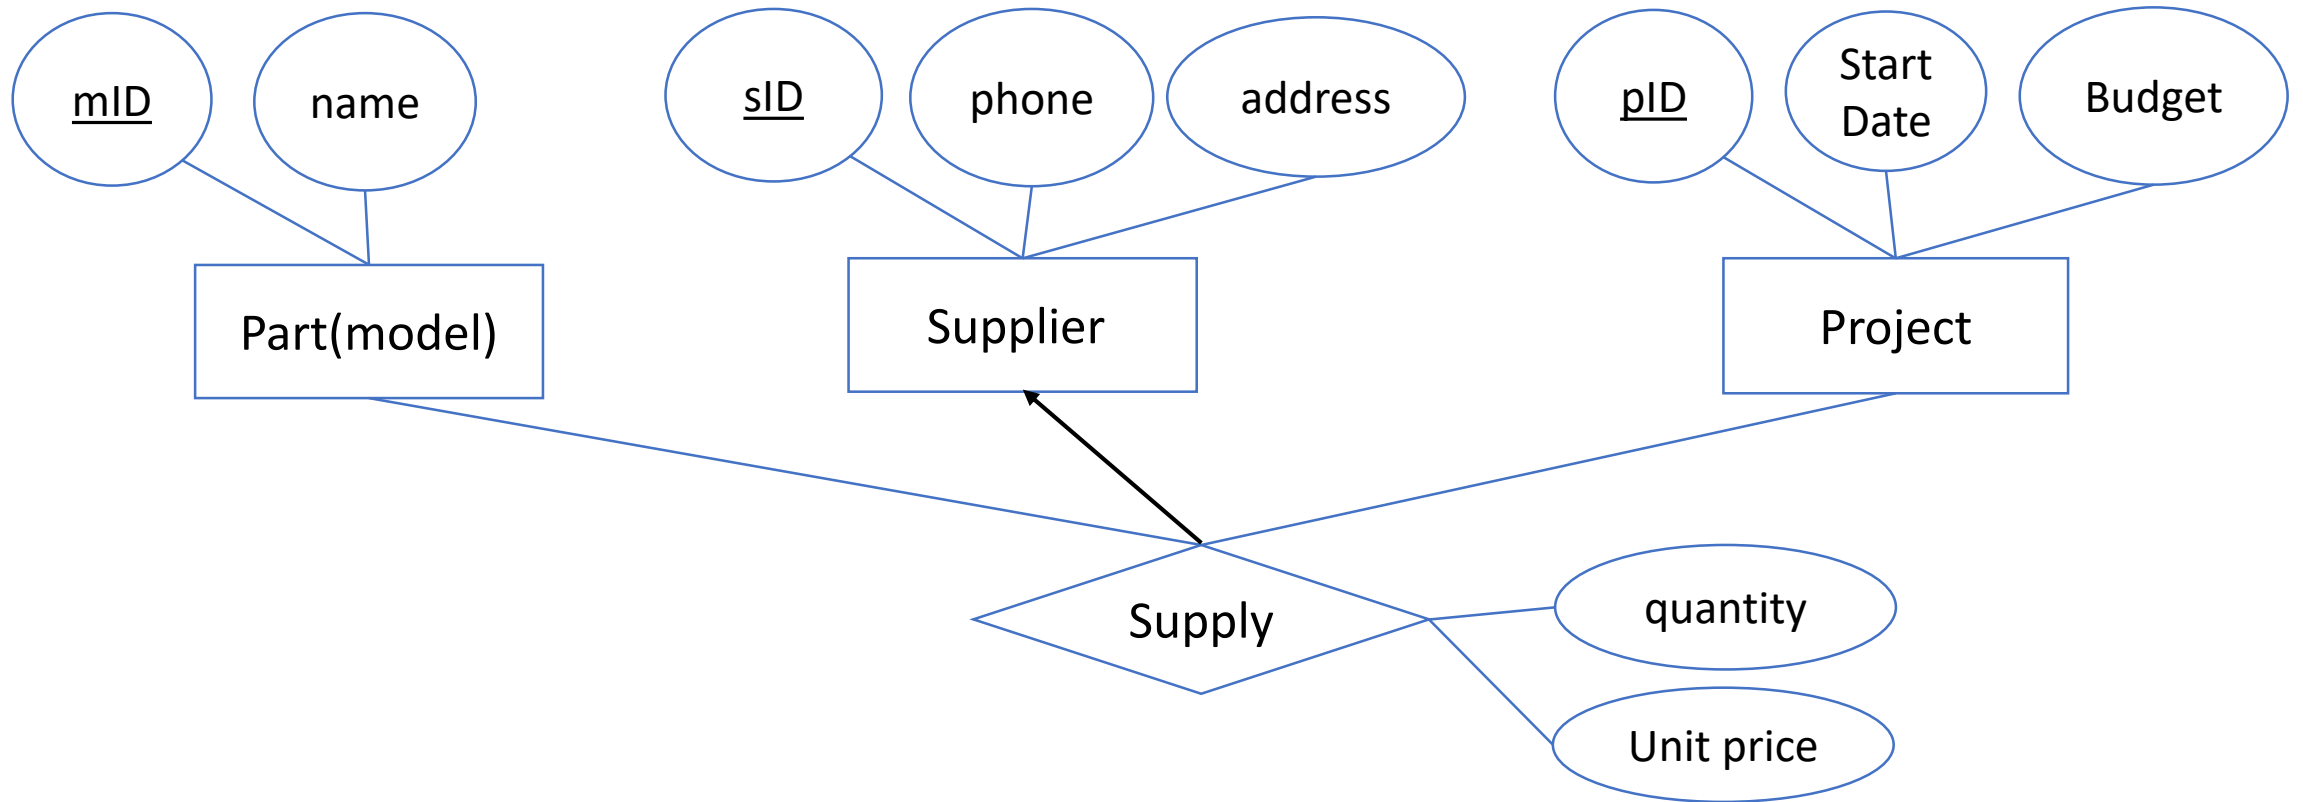 mID
name
sID
phone
address
pID
Start
Date
Budget
Part(model)
Supplier
Project
Supply
quantity
Unit price